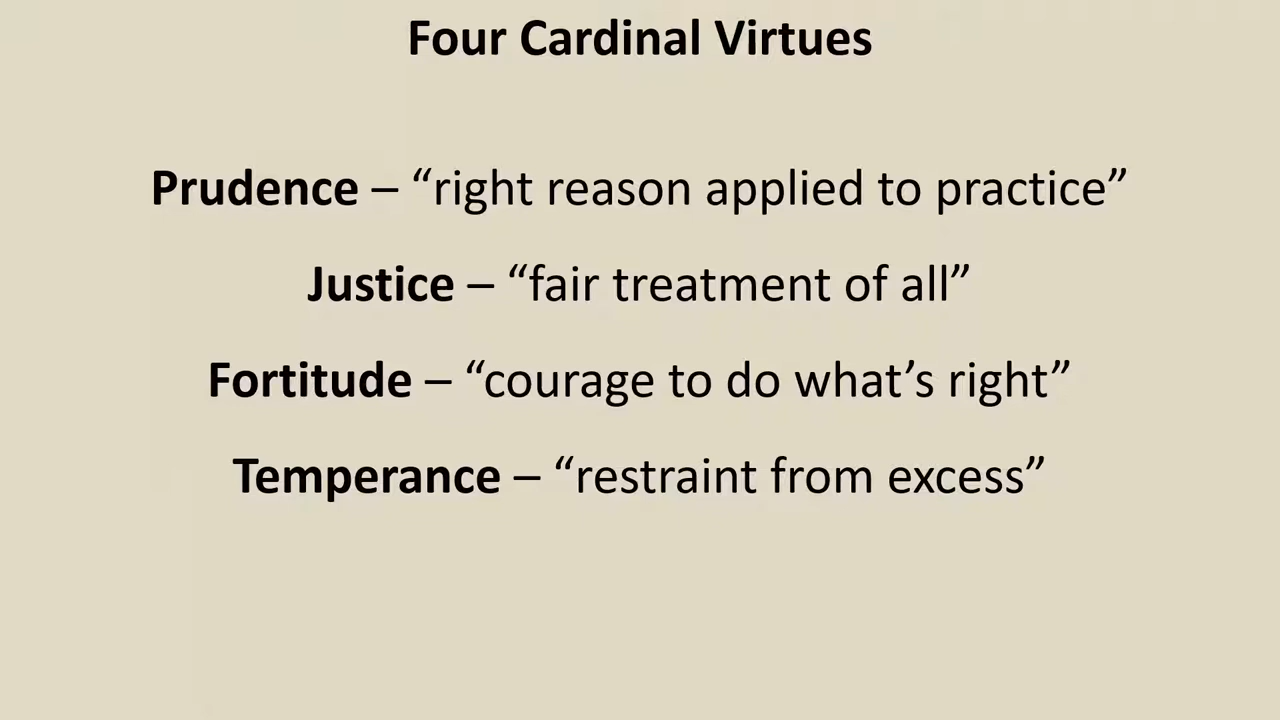 Four Cardinal Virtues
Prudence – “right reason applied to practice”
Justice – “fair treatment of all”
Fortitude – “courage to do what’s right”
Temperance – “restraint from excess”